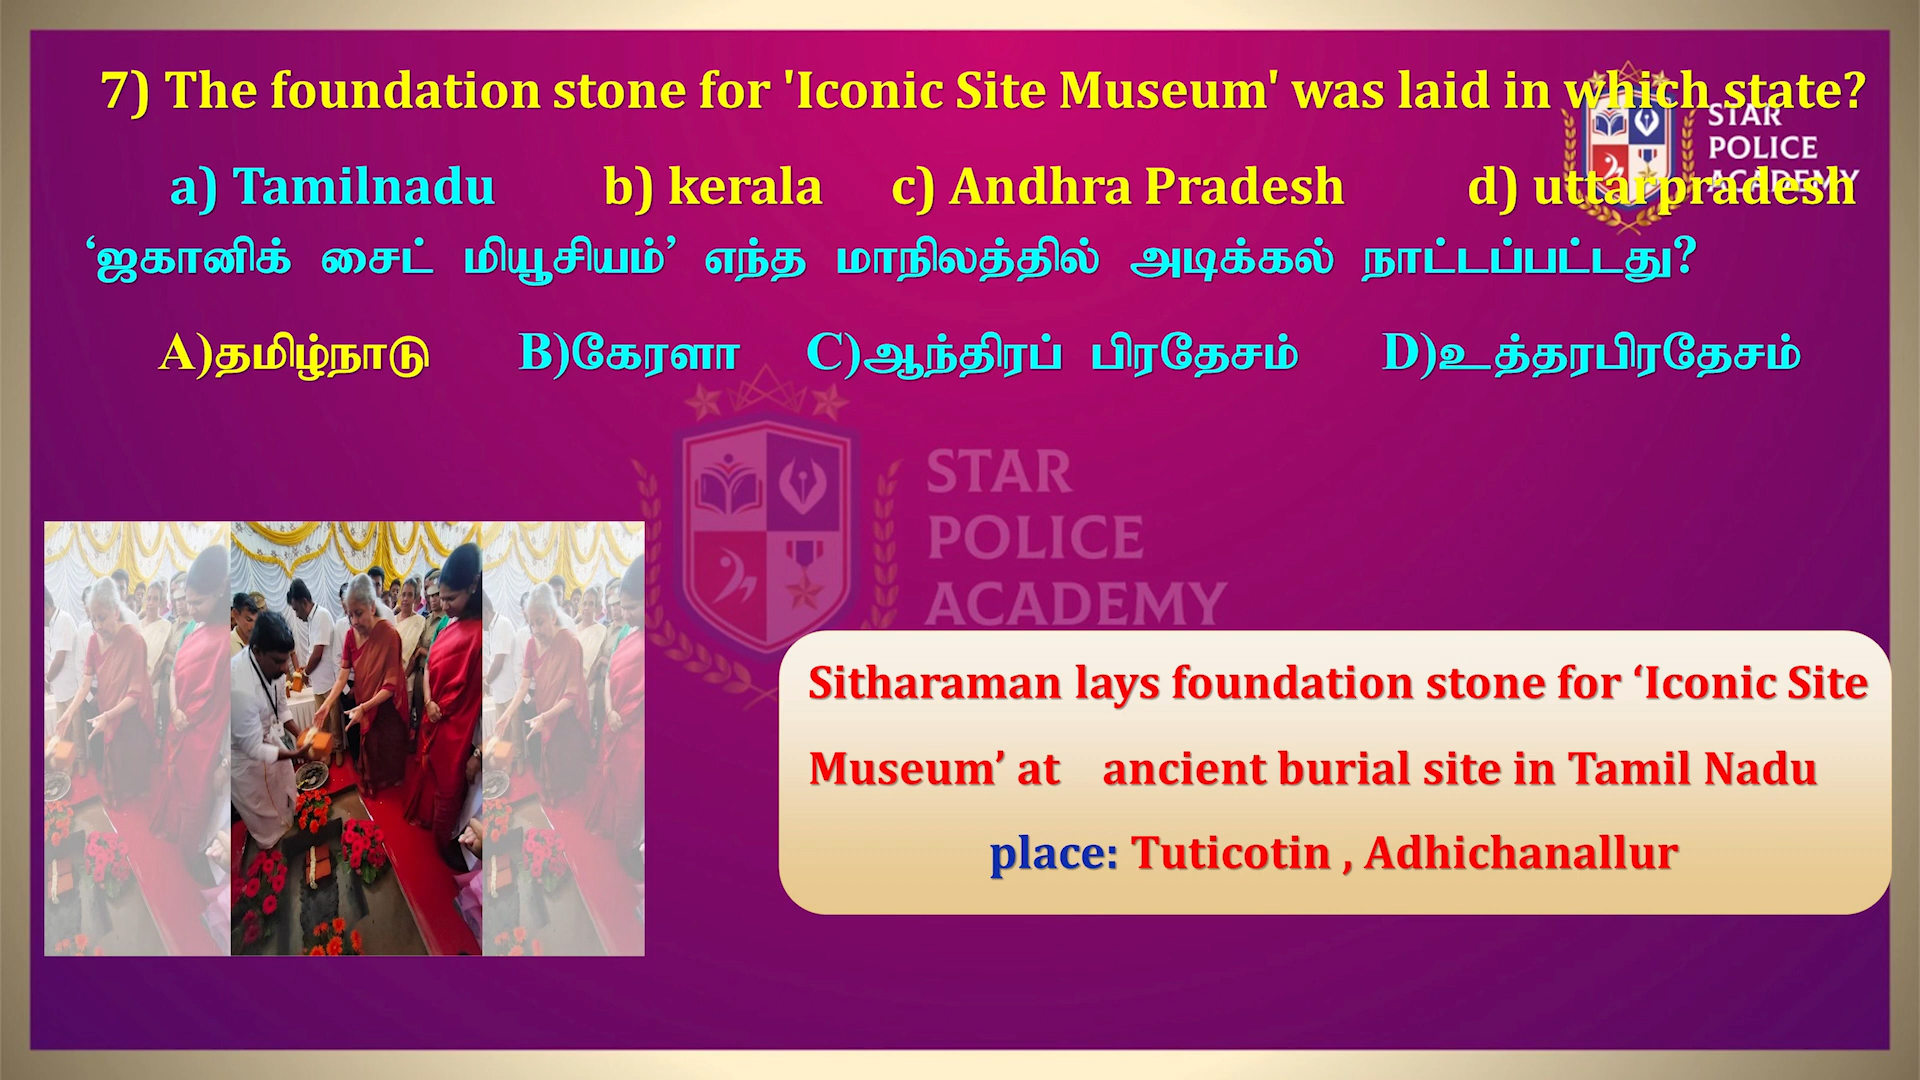 7) The foundation stone for 'Iconic Site Museum' was laid in which state?
STAR
POLICE
ACADEMY
a) Tamilnadu b) kerala c) Andhra Pradesh d) uttarpradesh
‘ஐகானிக் சைட் மியூசியம்’ எந்த மாநிலத்தில் அடிக்கல் நாட்டப்பட்டது?
A)தமிழ்நாடு B)கேரளா C)ஆந்திரப் பிரதேசம் D)உத்தரபிரதேசம்
STAR
POLICE
ACADEMY
Sitharaman lays foundation stone for ‘Iconic Site
Museum’ at ancient burial site in Tamil Nadu
place: Tuticotin , Adhichanallur